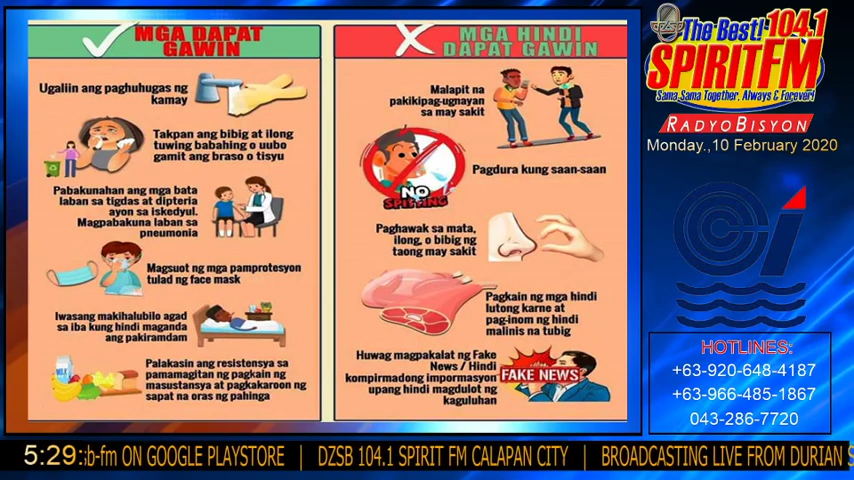 MGA DAPAT
GAWIN
Ugaliin ang paghuhugas ng
kamay
Takpan ang bibig at ilong
tuwing babahing o uubo
gamit ang braso o tisyu
Pabakunahan ang mga bata
laban sa tigdas at dipteria
ayon sa iskedyul.
Magpabakuna laban sa
pneumonia
Magsuot ng mga pamprotesyon
tulad ng face mask
Iwasang makihalubilo agad
sa iba kung hindi maganda
ang pakiramdam
MILK
Palakasin ang resistensya sa
pamamagitan ng pagkain ng
masustansya at pagkakaroon ng
sapat na oras ng pahinga
MGA HINDI
DAPAT GAWIN
Malapit na
pakikipag-ugnayan
sa may sakit
NO
SPITTING
Pagdura kung saan-saan
Paghawak sa mata,
ilong, o bibig ng
taong may sakit
Pagkain ng mga hindi
lutong karne at
pag-inom ng hindi
malinis na tubig
Huwag magpakalat ng Fake
News / Hindi
kompirmadong impormasyon
upang hindi magdulot ng
kaguluhan
FAKE NEWS
The Best! 104.1
SPIRIT FM
Sama Sama Together, Always & Forever!
RADYOBISYON
Monday.,10 February 2020
HOTLINES:
+63-920-648-4187
+63-966-485-1867
043-286-7720
5:29 b-fm ON GOOGLE PLAYSTORE | DZSB 104.1 SPIRIT FM CALAPAN CITY | BROADCASTING LIVE FROM DURIAN S